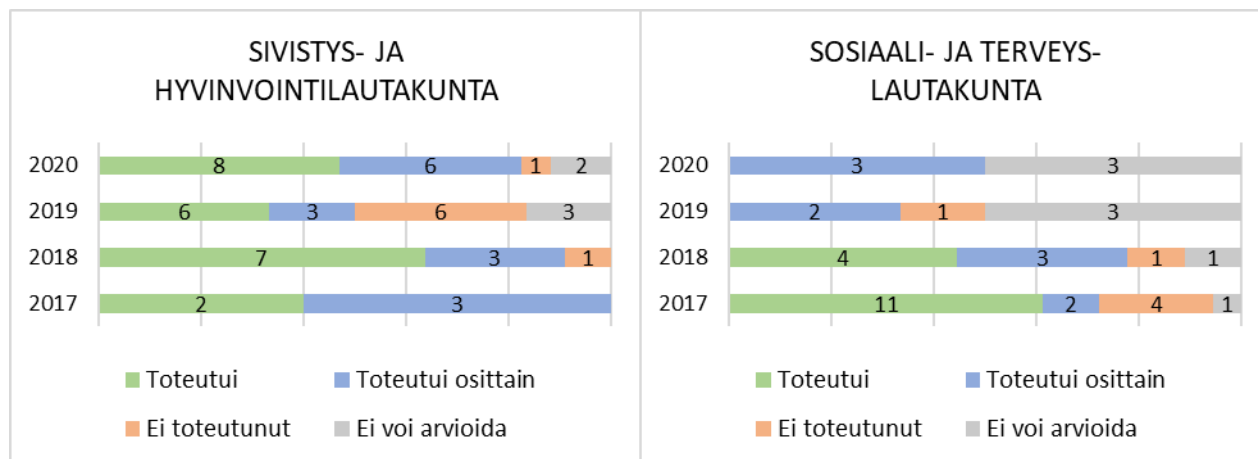 SIVISTYS- JA
HYVINVOINTILAUTAKUNTA
2020 8 6 1 2
2019 6 3 6 3
2018 7 3 1
2017 2 3
Toteutui Toteutui osittain
Ei toteutunut Ei voi arvioida
SOSIAALI- JA TERVEYS-
LAUTAKUNTA
2020 3 3
2019 2 1 3
2018 4 3 1 1
2017 11 2 4 1
Toteutui Toteutui osittain
Ei toteutunut Ei voi arvioida